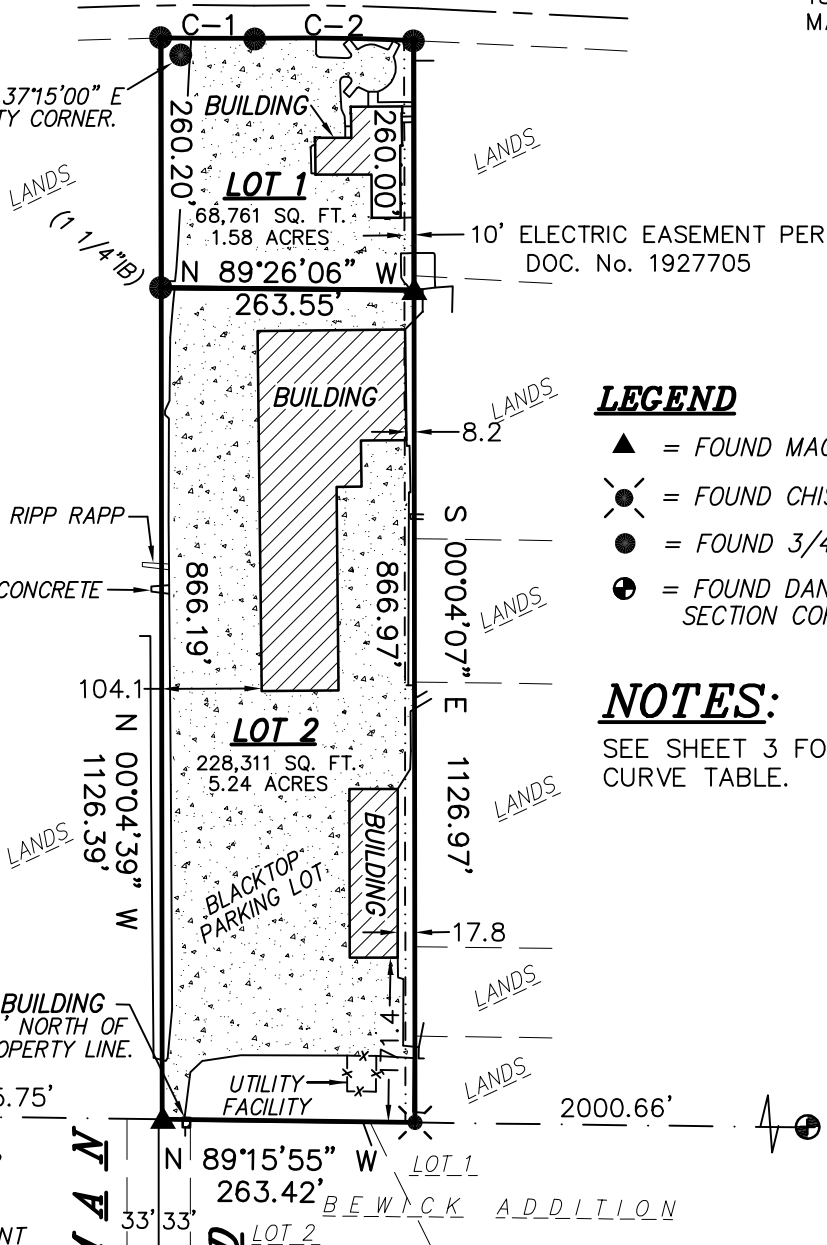 C-1
C-2
MA
37°15'00" E
TY CORNER.
BUILDING
260.20'
260.00'
LANDS
LANDS
LOT 1
68,761 SQ. FT.
1.58 ACRES
(1 1/4"IB)
10' ELECTRIC EASEMENT PER
DOC. No. 1927705
N 89°26'06" W
263.55'
BUILDING
LANDS
8.2
LEGEND
= FOUND MAG
= FOUND CHIS
= FOUND 3/4
= FOUND DAN
SECTION COR
RIPP RAPP
CONCRETE
866.19'
866.97'
S 00°04'07" E 1126.97'
LANDS
104.1
N 00°04'39" W
1126.39'
LOT 2
228,311 SQ. FT.
5.24 ACRES
NOTES:
SEE SHEET 3 FO
CURVE TABLE.
LANDS
LANDS
BLACKTOP
PARKING LOT
BUILDING
17.8
LANDS
BUILDING
' NORTH OF
OPERTY LINE.
171.4
UTILITY
FACILITY
LANDS
6.75'
2000.66'
N 89°15'55" W
263.42'
LOT 1
BEWICK ADDITION
33' 33'
LOT 2
NT
A N
D